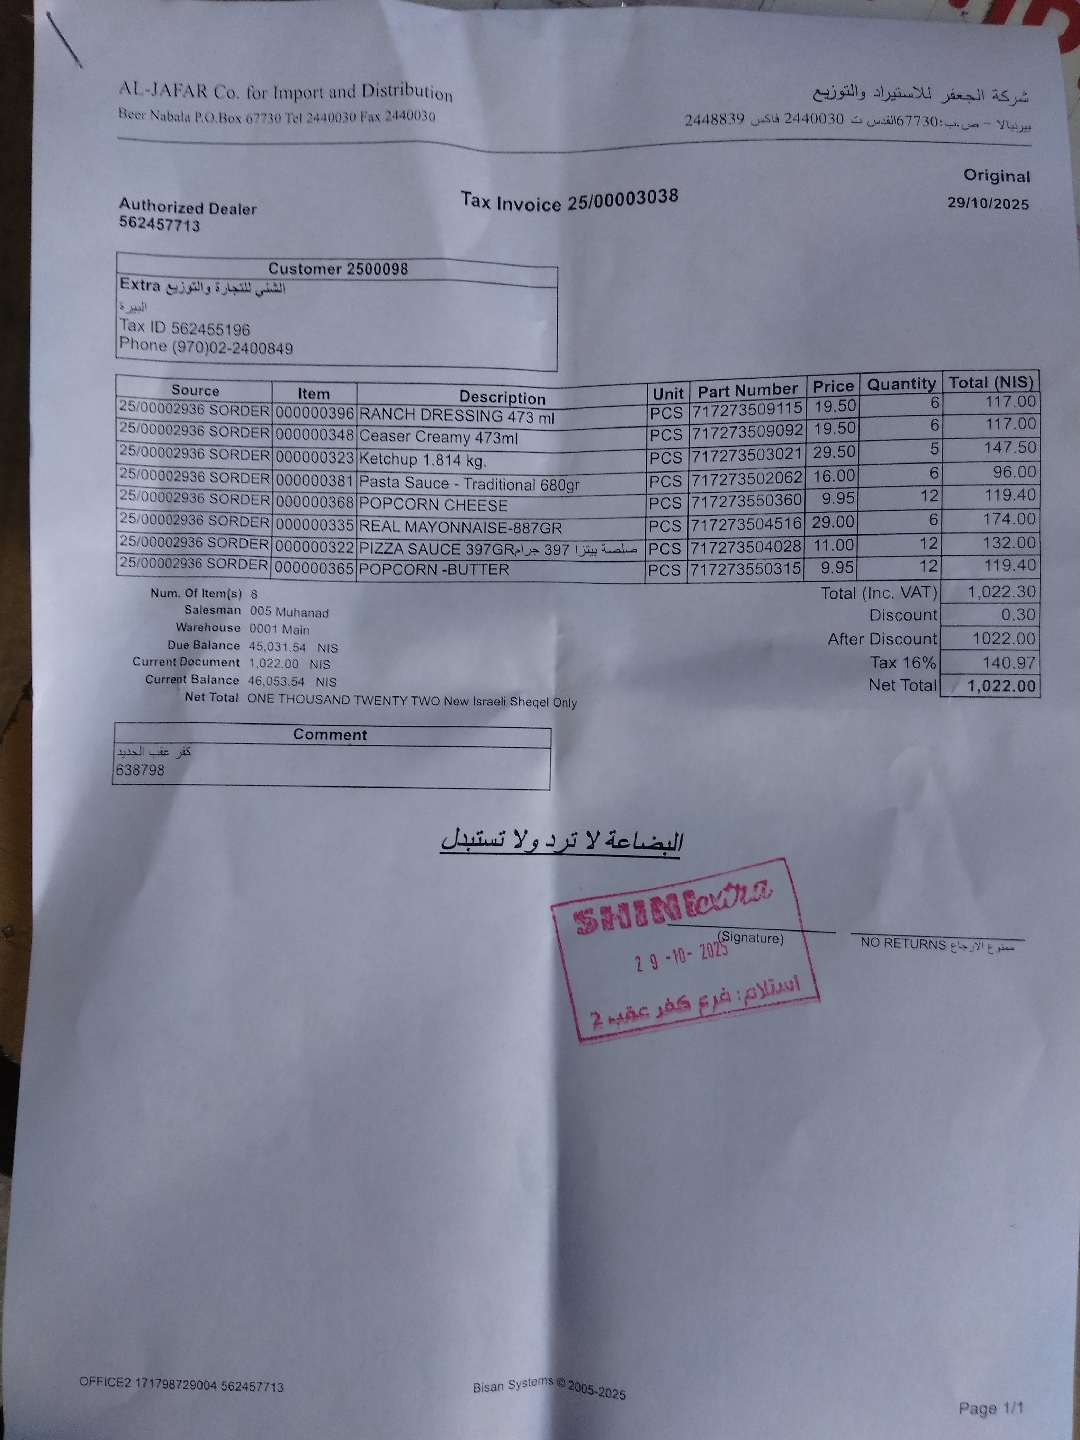 AL-JAFAR Co. for Import and Distribution
شركة الجعفر للاستيراد والتوزيع
Beer Nabala P.O.Box 67730 Tel 2440030 Fax 2440030
بيرنبالا - ص.ب:67730القدس ت 2440030 فاكس 2448839
Original
Tax Invoice 25/00003038
29/10/2025
Authorized Dealer
562457713
Customer 2500098
Extra الشني للتجارة والتوزيع
البيرة
Tax ID 562455196
Phone (970)02-2400849
Source Item Description Unit Part Number Price Quantity Total (NIS)
25/00002936 SORDER 000000396 RANCH DRESSING 473 ml PCS 717273509115 19.50 6 117.00
25/00002936 SORDER 000000348 Ceaser Creamy 473ml PCS 717273509092 19.50 6 117.00
25/00002936 SORDER 000000323 Ketchup 1.814 kg. PCS 717273503021 29.50 5 147.50
25/00002936 SORDER 000000381 Pasta Sauce - Traditional 680gr PCS 717273502062 16.00 6 96.00
25/00002936 SORDER 000000368 POPCORN CHEESE PCS 717273550360 9.95 12 119.40
25/00002936 SORDER 000000335 REAL MAYONNAISE-887GR PCS 717273504516 29.00 6 174.00
25/00002936 SORDER 000000322 PIZZA SAUCE 397GR صلصة بيتزا 397 جرام PCS 717273504028 11.00 12 132.00
25/00002936 SORDER 000000365 POPCORN -BUTTER PCS 717273550315 9.95 12 119.40
Num. Of Item(s) 8
Salesman 005 Muhanad
Warehouse 0001 Main
Due Balance 45,031.54 NIS
Current Document 1,022.00 NIS
Current Balance 46,053.54 NIS
Net Total ONE THOUSAND TWENTY TWO New Israeli Sheqel Only
Total (Inc. VAT) 1,022.30
Discount 0.30
After Discount 1022.00
Tax 16% 140.97
Net Total 1,022.00
Comment
كفر عقب الجديد
638798
البضاعة لا ترد ولا تستبدل
SHINI extra
(Signature)
NO RETURNS ممنوع الارجاع
29-10-2025
استلام: فرع كفر عقب 2
OFFICE2 171798729004 562457713
Bisan Systems © 2005-2025
Page 1/1